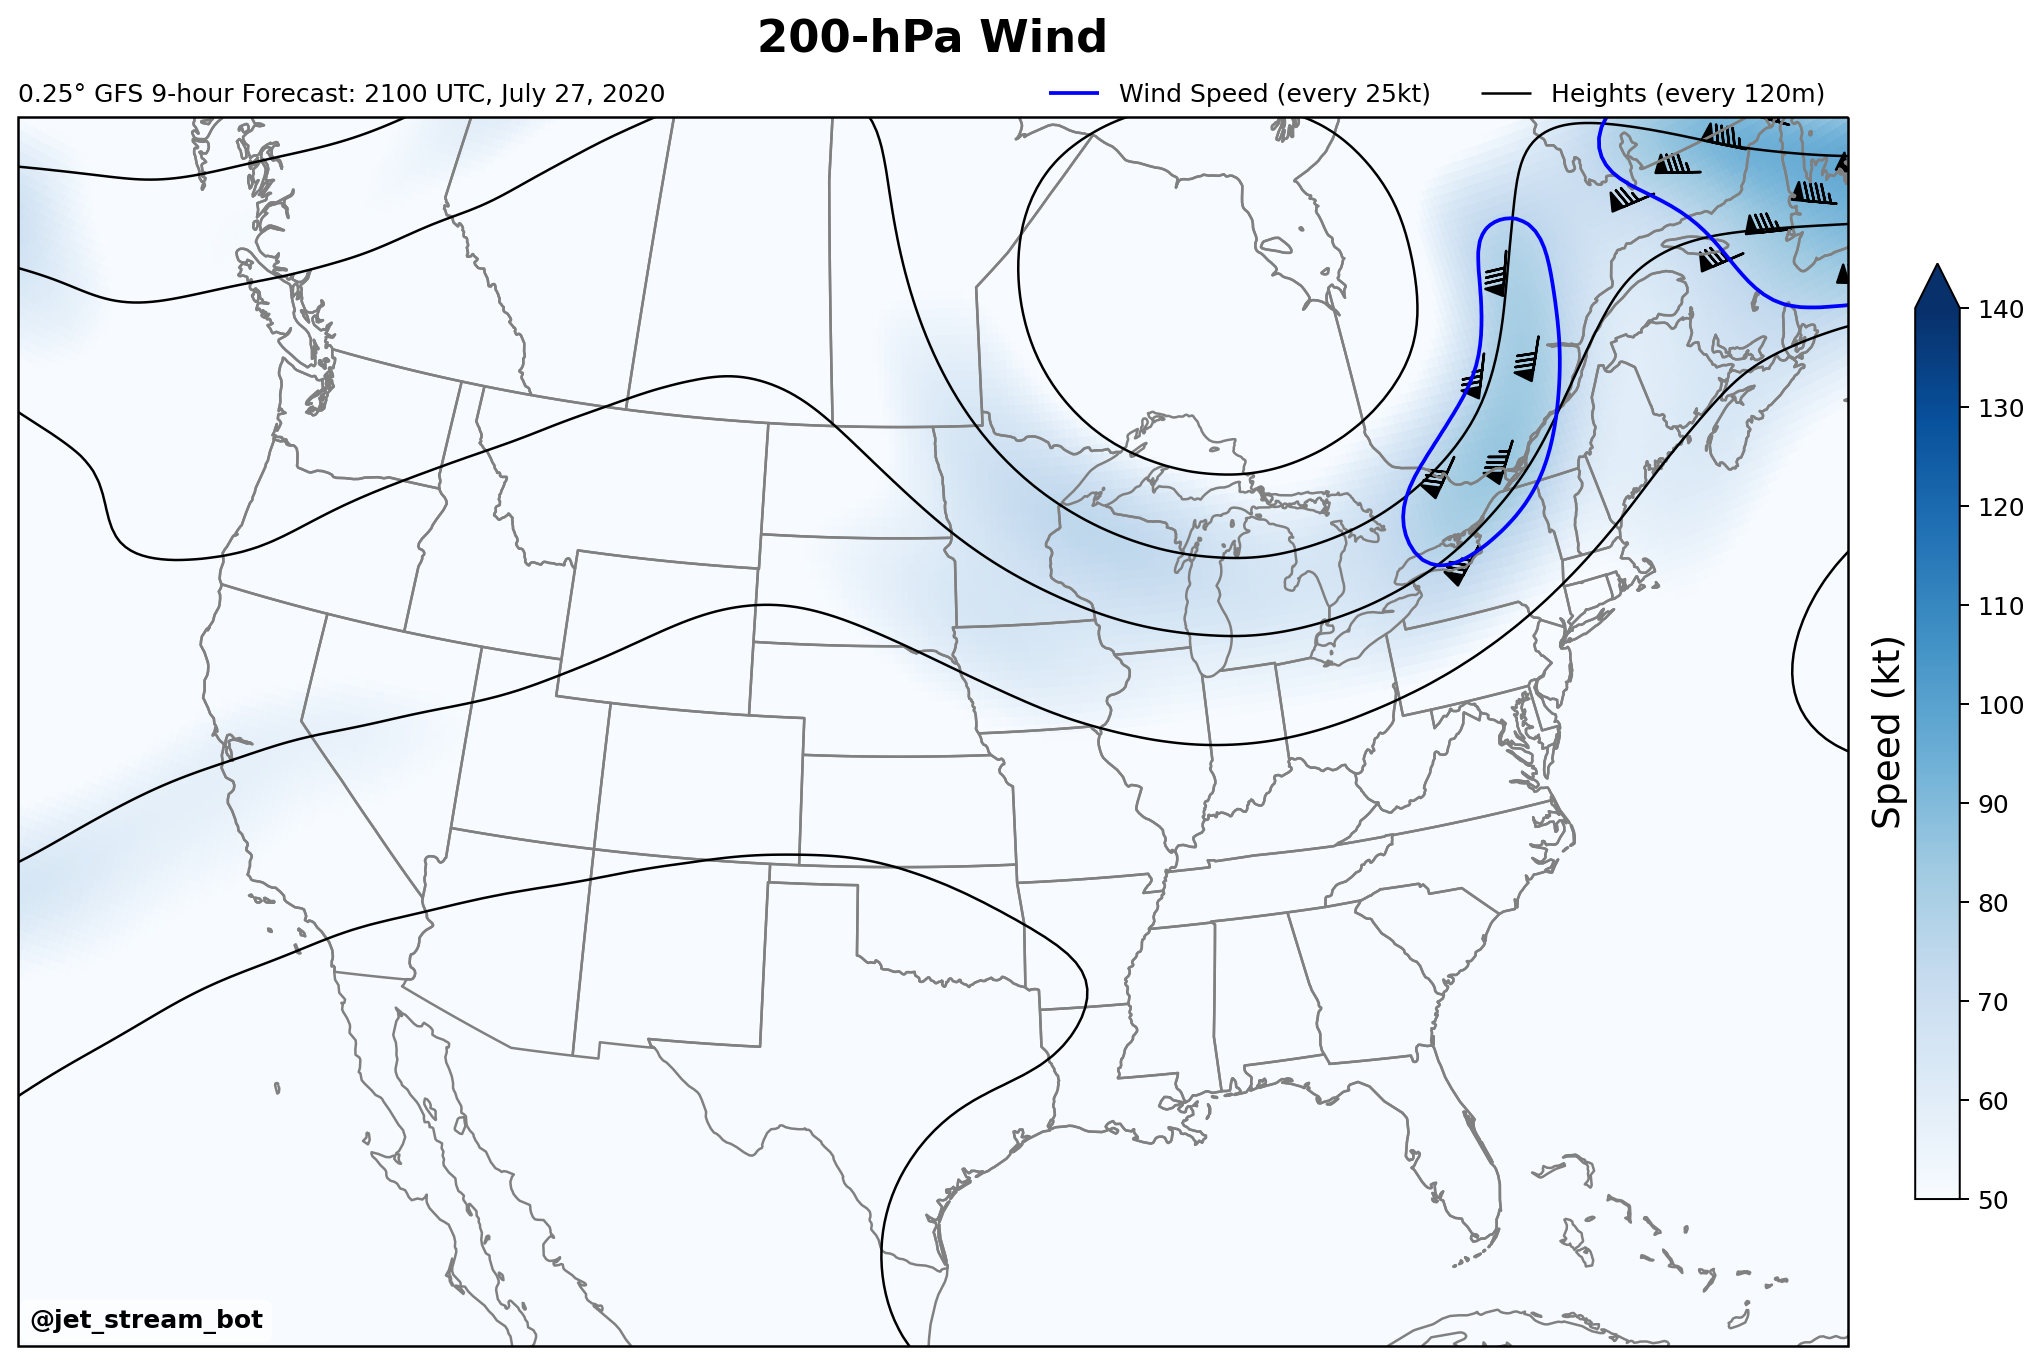 200-hPa Wind
0.25° GFS 9-hour Forecast: 2100 UTC, July 27, 2020
Wind Speed (every 25kt)
Heights (every 120m)
140
130
120
110
100
90
80
70
60
50
Speed (kt)
@jet_stream_bot